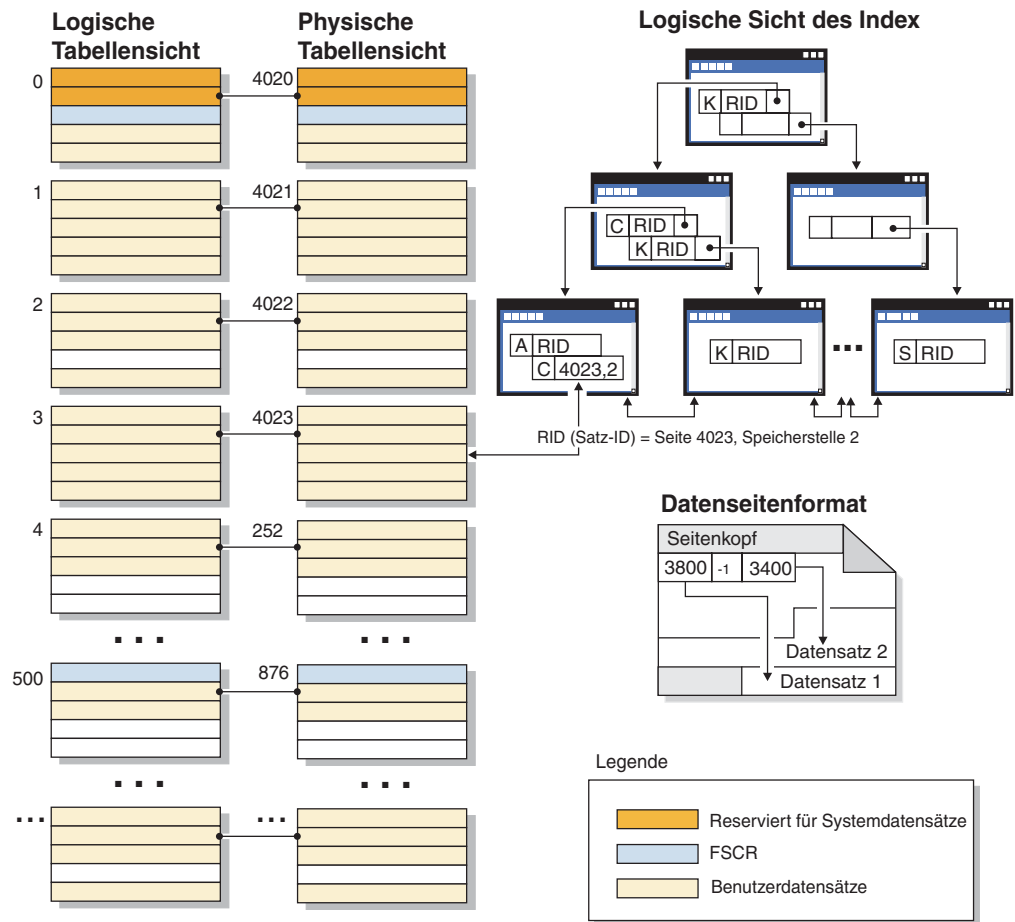 Logische
Tabellensicht
Physische
Tabellensicht
0
4020
1
4021
2
4022
3
4023
4
252
...
...
500
876
...
...
...
...
Logische Sicht des Index
K RID
C RID
K RID
A RID
C 4023,2
K RID
...
S RID
RID (Satz-ID) = Seite 4023, Speicherstelle 2
Datenseitenformat
Seitenkopf
3800 -1 3400
Datensatz 2
Datensatz 1
Legende
Reserviert für Systemdatensätze
FSCR
Benutzerdatensätze